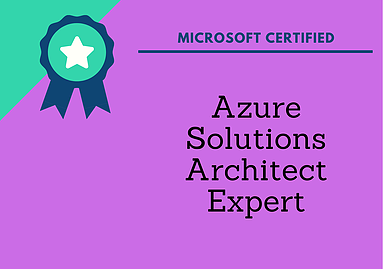 MICROSOFT CERTIFIED
Azure
Solutions
Architect
Expert